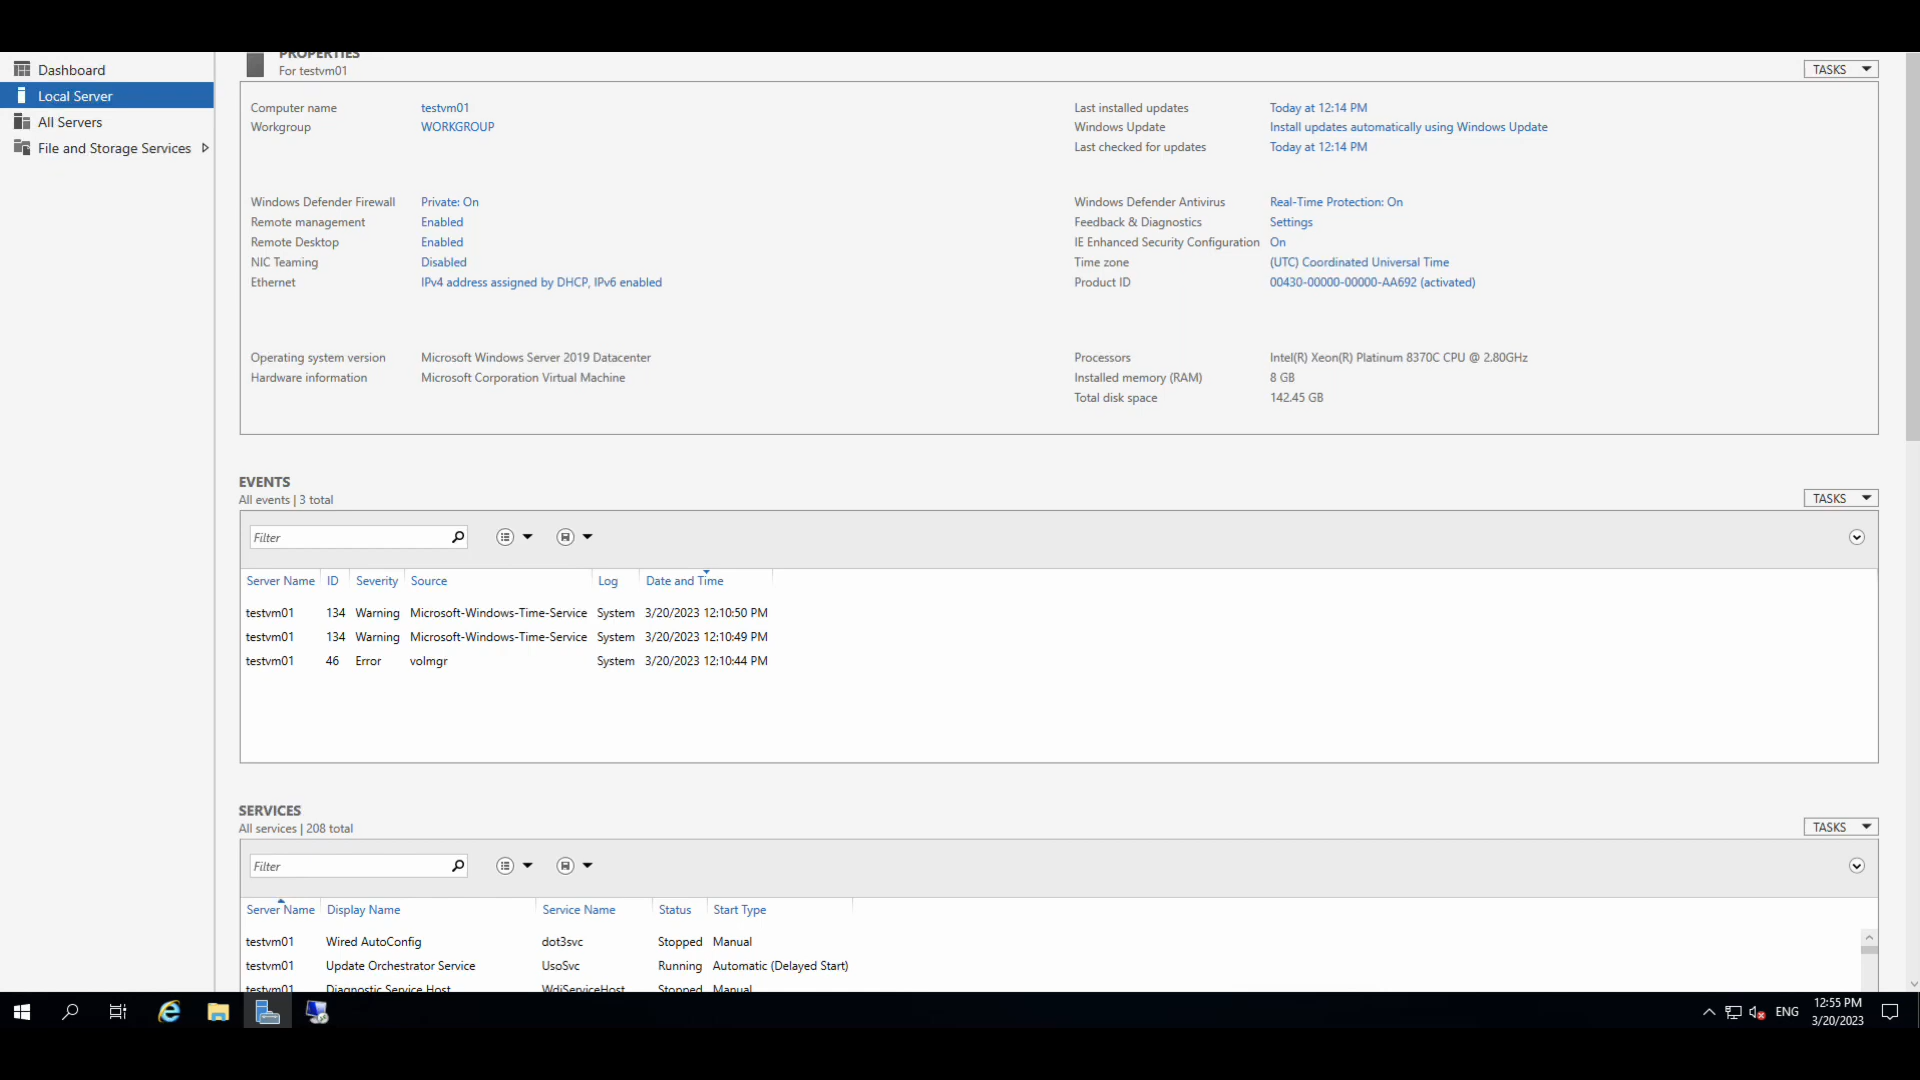 PROPERTIES
For testvm01
TASKS
Dashboard
Local Server
All Servers
File and Storage Services
Computer name testvm01
Workgroup WORKGROUP
Last installed updates Today at 12:14 PM
Windows Update Install updates automatically using Windows Update
Last checked for updates Today at 12:14 PM
Windows Defender Firewall Private: On
Remote management Enabled
Remote Desktop Enabled
NIC Teaming Disabled
Ethernet IPv4 address assigned by DHCP, IPv6 enabled
Windows Defender Antivirus Real-Time Protection: On
Feedback & Diagnostics Settings
IE Enhanced Security Configuration On
Time zone (UTC) Coordinated Universal Time
Product ID 00430-00000-00000-AA692 (activated)
Operating system version Microsoft Windows Server 2019 Datacenter
Hardware information Microsoft Corporation Virtual Machine
Processors Intel(R) Xeon(R) Platinum 8370C CPU @ 2.80GHz
Installed memory (RAM) 8 GB
Total disk space 142.45 GB
EVENTS
All events | 3 total
TASKS
Filter
Server Name ID Severity Source Log Date and Time
testvm01 134 Warning Microsoft-Windows-Time-Service System 3/20/2023 12:10:50 PM
testvm01 134 Warning Microsoft-Windows-Time-Service System 3/20/2023 12:10:49 PM
testvm01 46 Error volmgr System 3/20/2023 12:10:44 PM
SERVICES
All services | 208 total
TASKS
Filter
Server Name Display Name Service Name Status Start Type
testvm01 Wired AutoConfig dot3svc Stopped Manual
testvm01 Update Orchestrator Service UsoSvc Running Automatic (Delayed Start)
testvm01 Diagnostic Service Host WdiServiceHost Stopped Manual
ENG
12:55 PM
3/20/2023